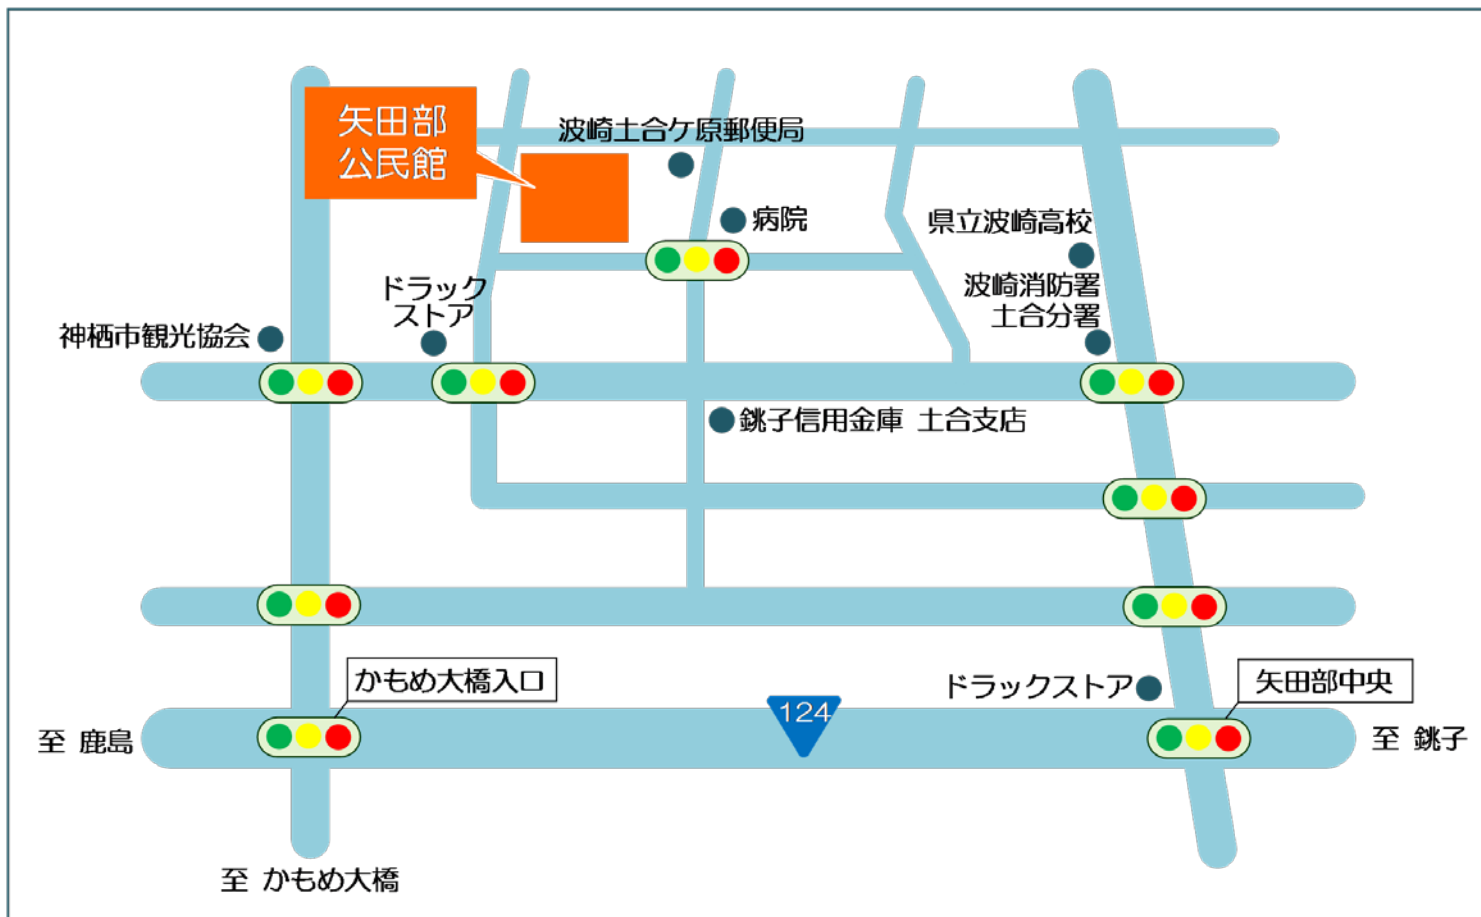 矢田部
公民館
波崎土合ケ原郵便局
病院
県立波崎高校
ドラック
ストア
波崎消防署
土合分署
神栖市観光協会
銚子信用金庫 土合支店
かもめ大橋入口
ドラックストア
矢田部中央
124
至 鹿島
至 銚子
至 かもめ大橋